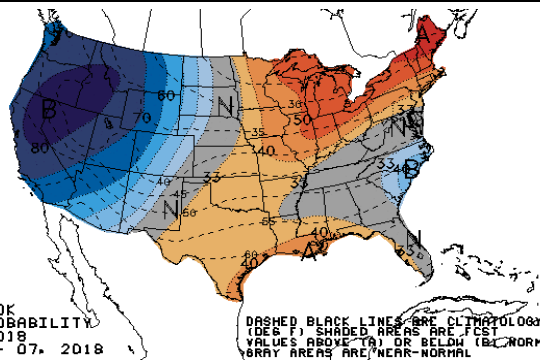 A
B
N
60
70
80
30
50
35
40
33
N
33
N
33
40
B
40
45
N
50
33
35
55
40
60
40
A
N
33
OK
OBABILITY
018
- 07, 2018
DASHED BLACK LINES ARE CLIMATOLOGY
(DEG F) SHADED AREAS ARE FCST
VALUES ABOVE (A) OR BELOW (B) NORM
GRAY AREAS ARE NEAR-NORMAL